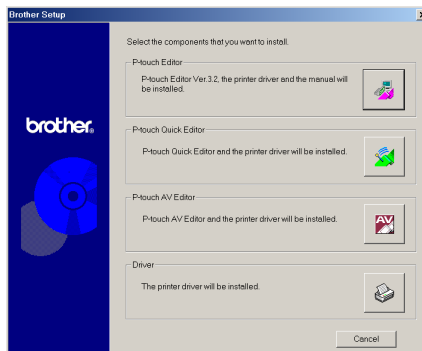 Brother Setup
Select the components that you want to install.
P-touch Editor
P-touch Editor Ver.3.2, the printer driver and the manual will
be installed.
brother®
P-touch Quick Editor
P-touch Quick Editor and the printer driver will be installed.
P-touch AV Editor
P-touch AV Editor and the printer driver will be installed.
AV
Driver
The printer driver will be installed.
Cancel